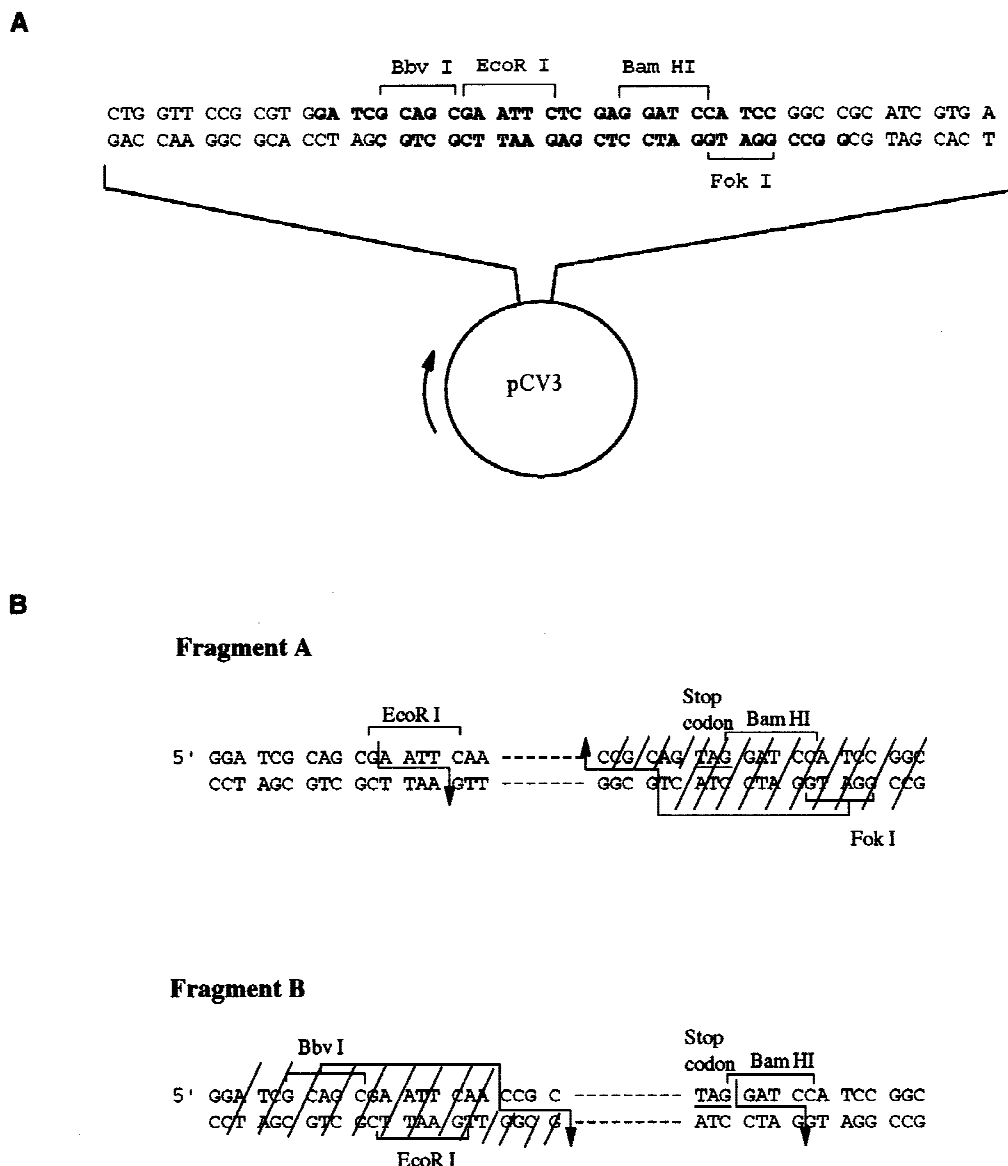 A
Bbv I EcoR I Bam HI
CTG GTT CCG CGT GGA TCG CAG CGA ATT CTC GAG GAT CCA TCC GGC CGC ATC GTG A
GAC CAA GGC GCA CCT AGC GTC GCT TAA GAG CTC CTA GGT AGG CCG GCG TAG CAC T
Fok I
pCV3
B
Fragment A
Stop
EcoR I codon Bam HI
5' GGA TCG CAG CGA ATT CAA ------- CCG CAG TAG GAT CCA TCC GGC
CCT AGC GTC GCT TAA GTT ------- GGC GTC ATC CTA GGT AGG CCG
Fok I
Fragment B
Stop
Bbv I codon Bam HI
5' GGA TCG CAG CGA ATT CAA CCG C --------- TAG GAT CCA TCC GGC
CCT AGC GTC GCT TAA GTT GGC G --------- ATC CTA GGT AGG CCG
EcoR I